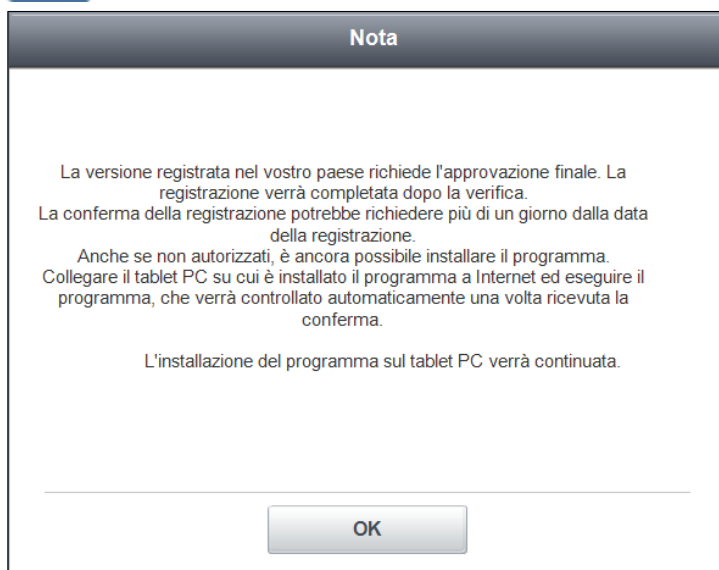 Nota
La versione registrata nel vostro paese richiede l'approvazione finale. La
registrazione verrà completata dopo la verifica.
La conferma della registrazione potrebbe richiedere più di un giorno dalla data
della registrazione.
Anche se non autorizzati, è ancora possibile installare il programma.
Collegare il tablet PC su cui è installato il programma a Internet ed eseguire il
programma, che verrà controllato automaticamente una volta ricevuta la
conferma.
L'installazione del programma sul tablet PC verrà continuata.
OK